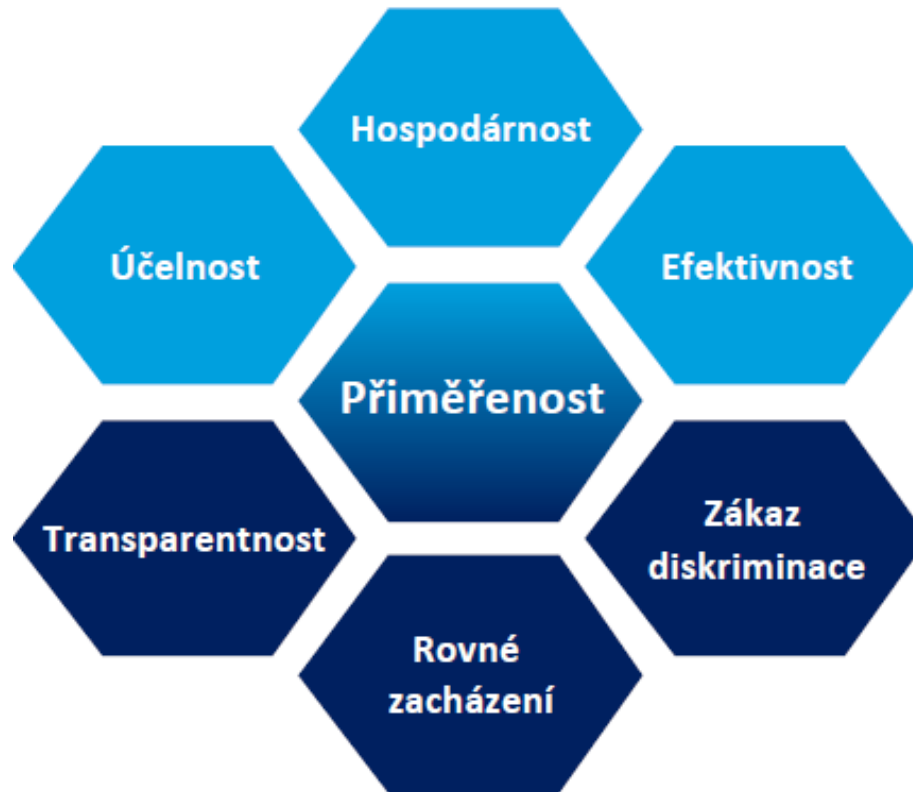 Hospodárnost
Účelnost
Efektivnost
Přiměřenost
Transparentnost
Zákaz
diskriminace
Rovné
zacházení